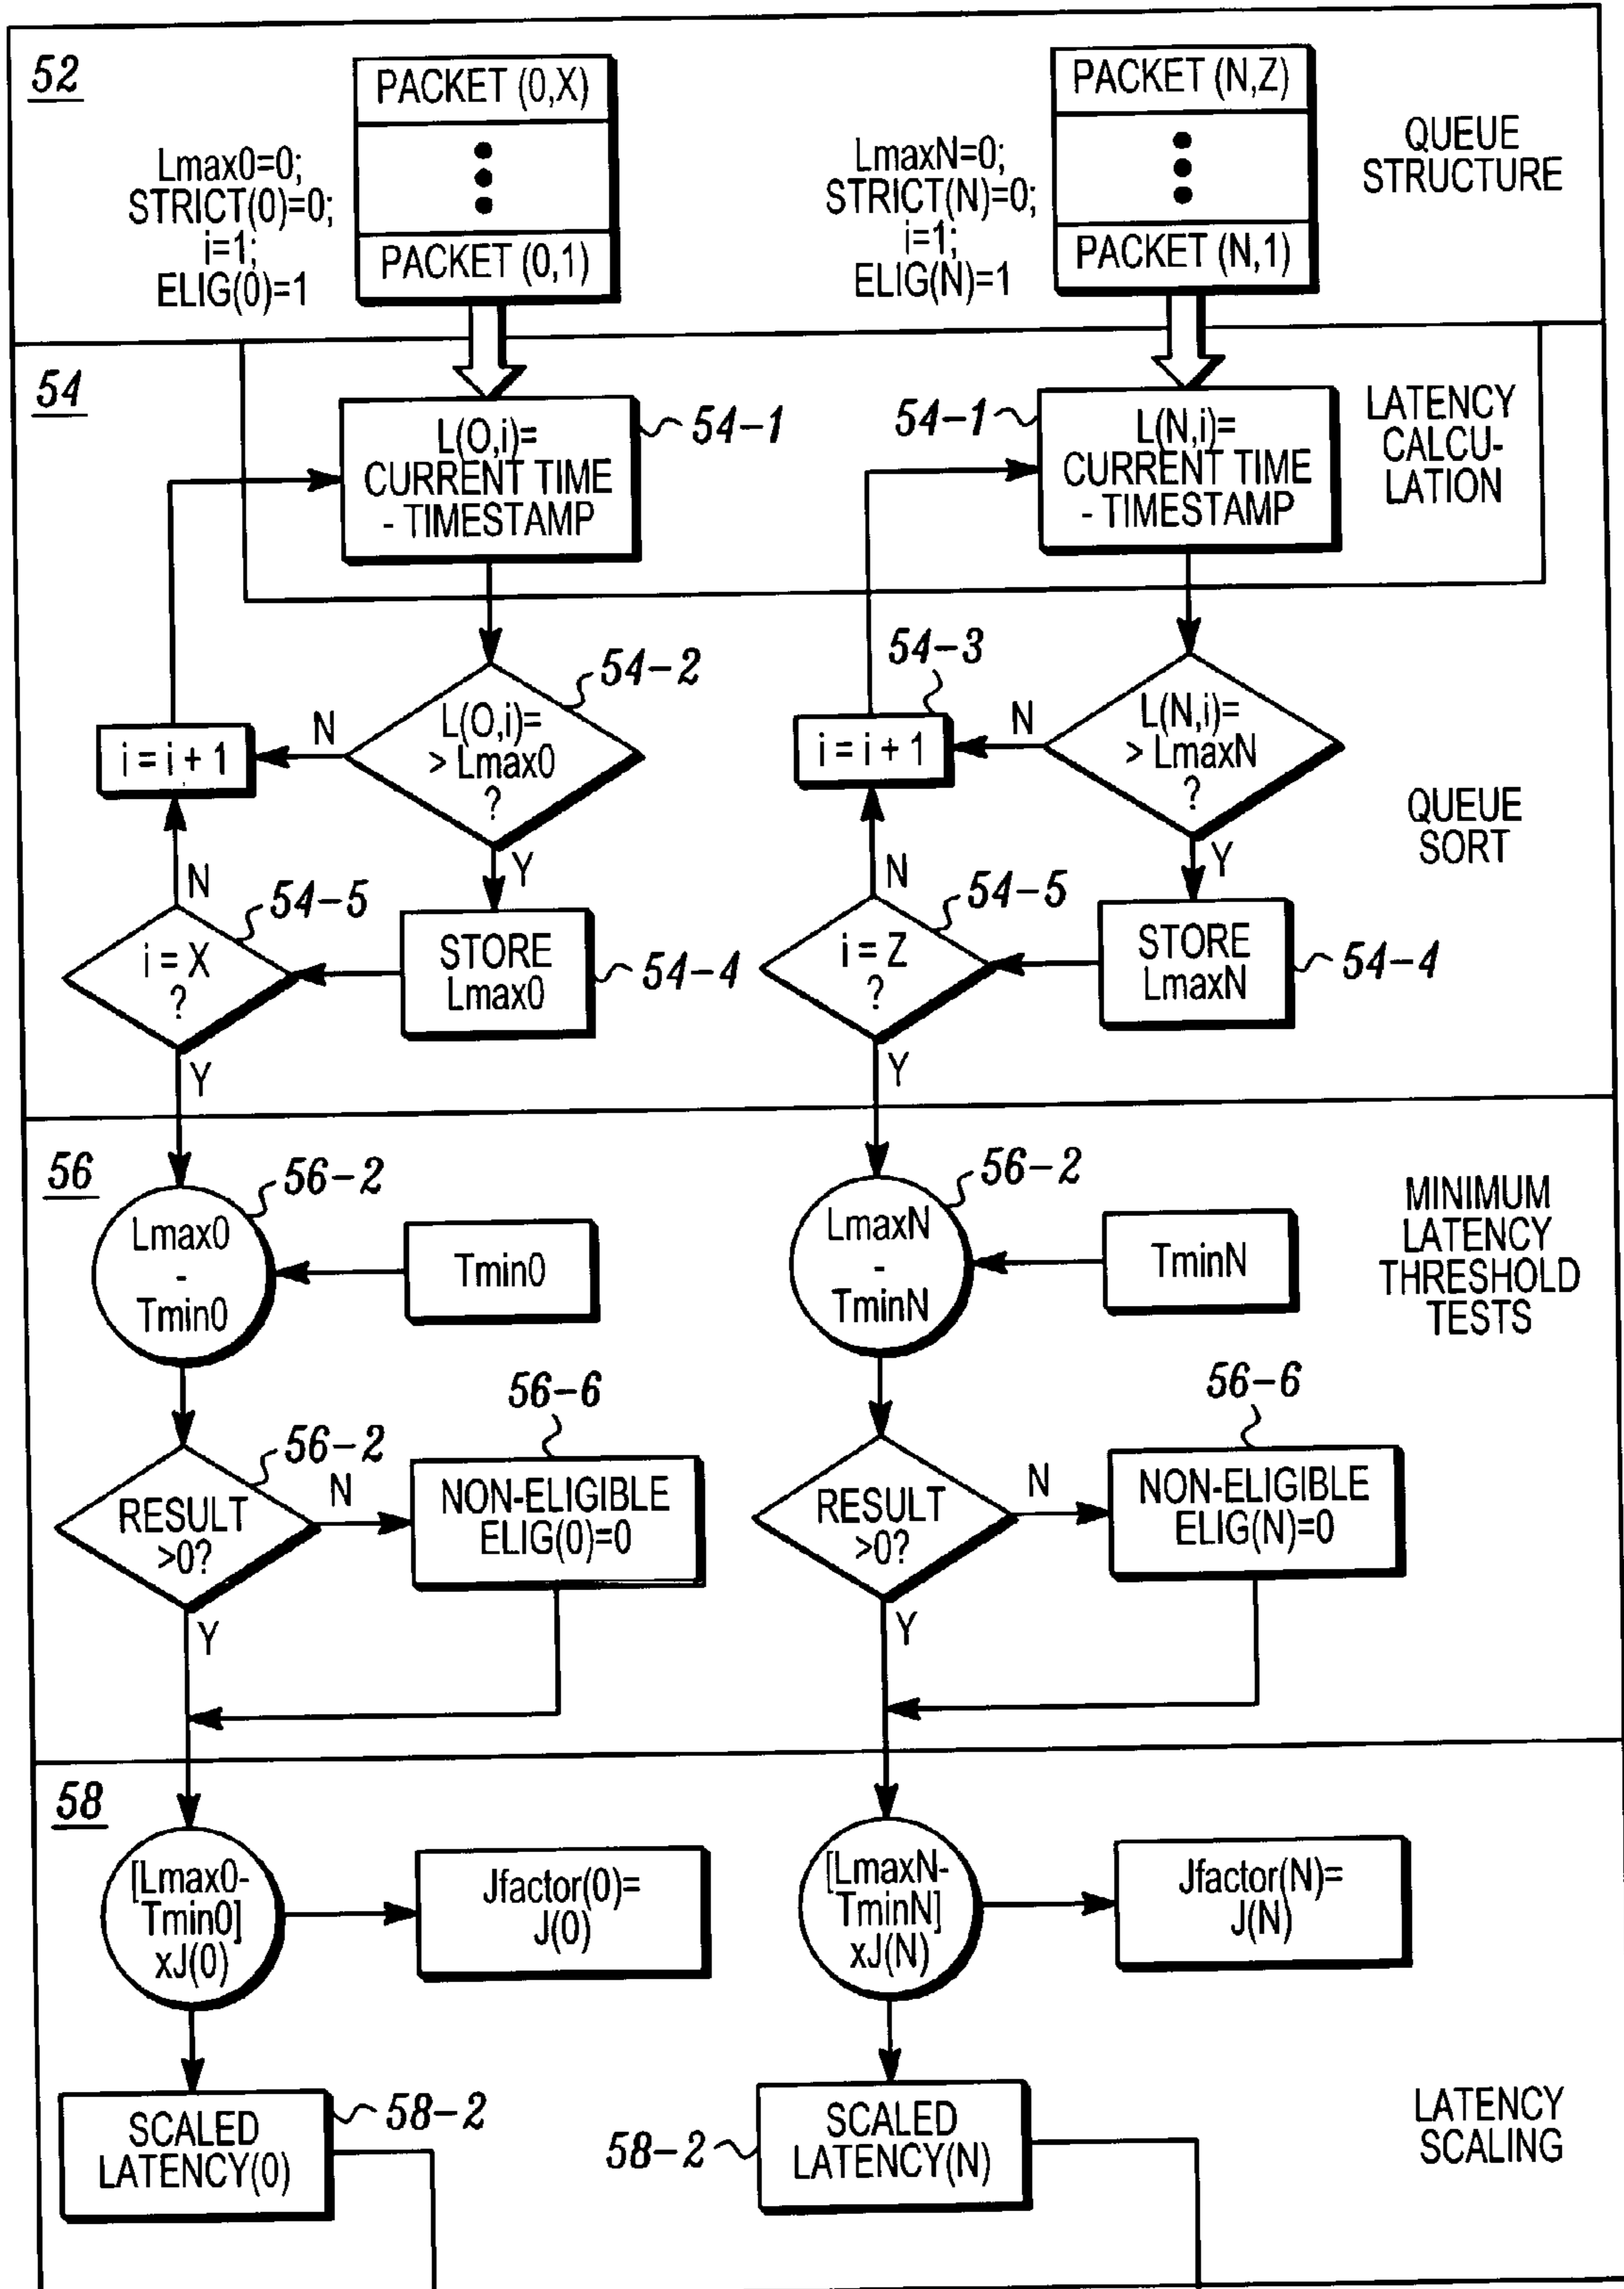 52
PACKET (0,X)
PACKET (N,Z)
QUEUE
STRUCTURE
Lmax0=0;
STRICT(0)=0;
i=1;
ELIG(0)=1
PACKET (0,1)
LmaxN=0;
STRICT(N)=0;
i=1;
ELIG(N)=1
PACKET (N,1)
54
L(O,i)=
CURRENT TIME
- TIMESTAMP
54-1
54-1
L(N,i)=
CURRENT TIME
- TIMESTAMP
LATENCY
CALCU-
LATION
54-2
L(O,i)=
> Lmax0
?
N
i = i + 1
54-3
i = i + 1
N
L(N,i)=
> LmaxN
?
QUEUE
SORT
Y
N
54-5
i = X
?
STORE
Lmax0
54-4
Y
N
54-5
i = Z
?
STORE
LmaxN
54-4
Y
Y
56
56-2
Lmax0
-
Tmin0
Tmin0
56-2
LmaxN
-
TminN
TminN
MINIMUM
LATENCY
THRESHOLD
TESTS
56-2
RESULT
>0?
N
56-6
NON-ELIGIBLE
ELIG(0)=0
Y
RESULT
>0?
N
56-6
NON-ELIGIBLE
ELIG(N)=0
Y
58
[Lmax0-
Tmin0]
xJ(0)
Jfactor(0)=
J(0)
[LmaxN-
TminN]
xJ(N)
Jfactor(N)=
J(N)
SCALED
LATENCY(0)
58-2
58-2
SCALED
LATENCY(N)
LATENCY
SCALING